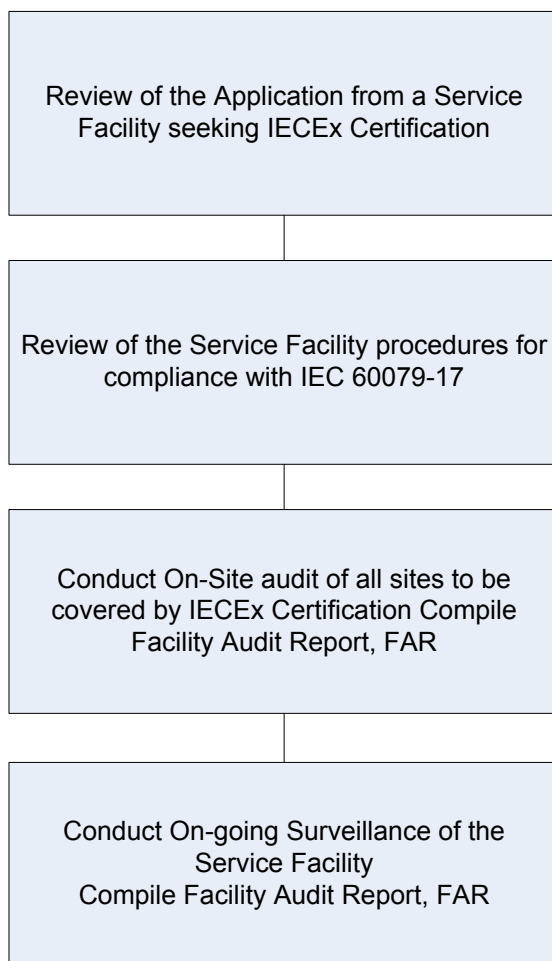 Review of the Application from a Service
Facility seeking IECEx Certification
Review of the Service Facility procedures for
compliance with IEC 60079-17
Conduct On-Site audit of all sites to be
covered by IECEx Certification Compile
Facility Audit Report, FAR
Conduct On-going Surveillance of the
Service Facility
Compile Facility Audit Report, FAR